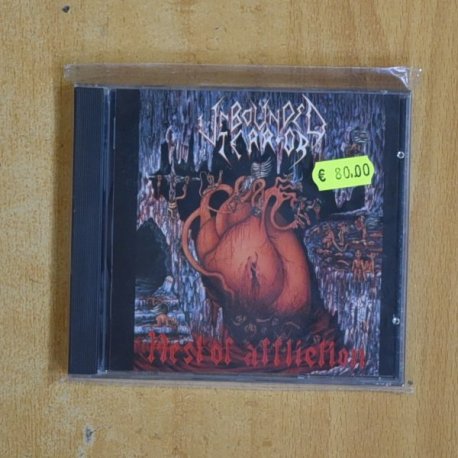 Unbounded
Terror
€ 80.00
Nest of affliction